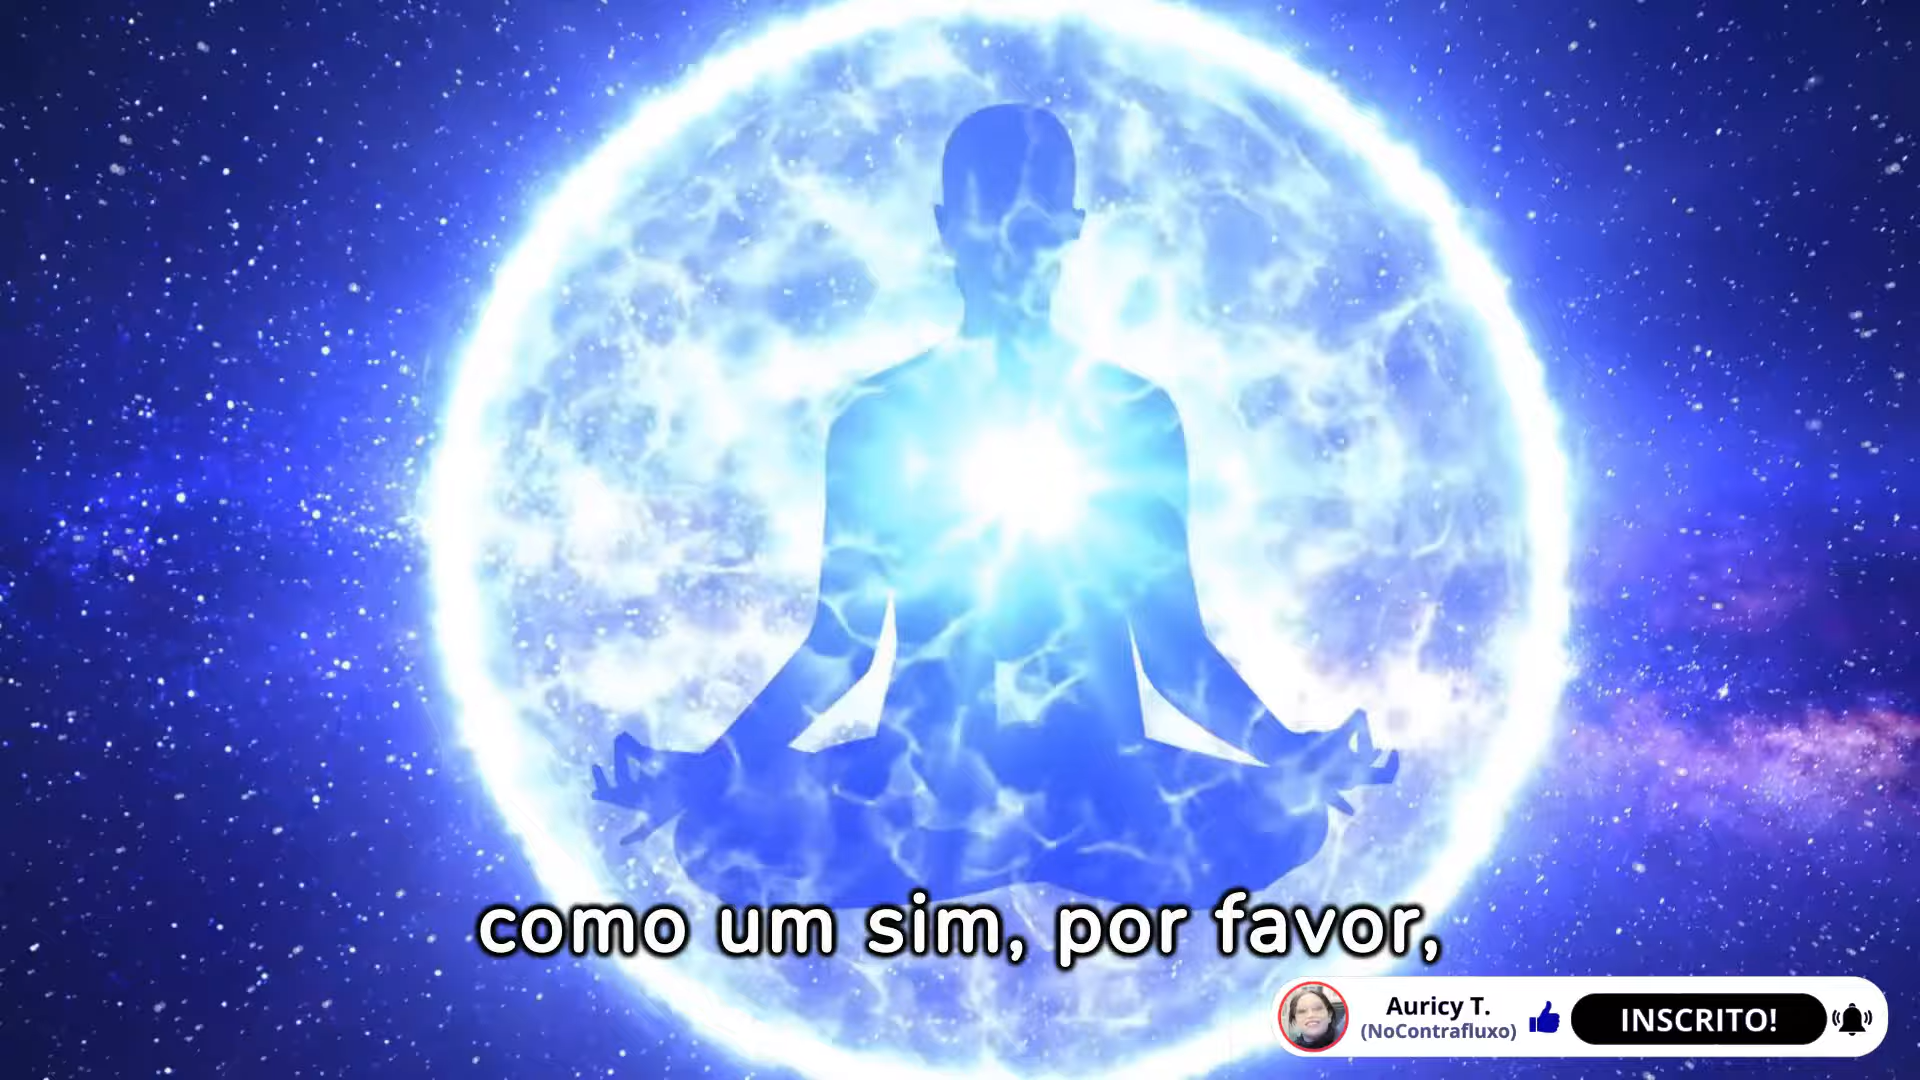 como um sim, por favor,
Auricy T.
(NoContrafluxo)
INSCRITO!